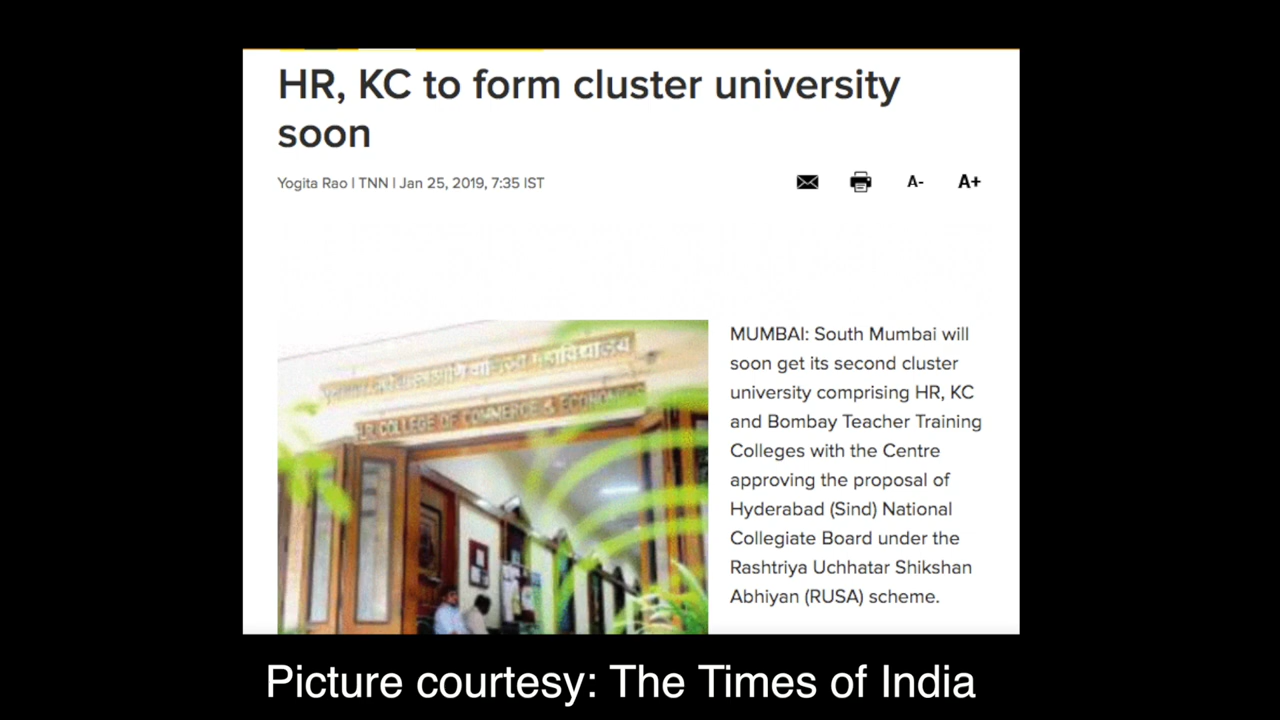 HR, KC to form cluster university
soon
Yogita Rao I TNN I Jan 25, 2019, 7:35 IST
A- A+
महाविद्यालय
H.R. COLLEGE OF COMMERCE & ECONOMICS
MUMBAI: South Mumbai will
soon get its second cluster
university comprising HR, KC
and Bombay Teacher Training
Colleges with the Centre
approving the proposal of
Hyderabad (Sind) National
Collegiate Board under the
Rashtriya Uchhatar Shikshan
Abhiyan (RUSA) scheme.
Picture courtesy: The Times of India